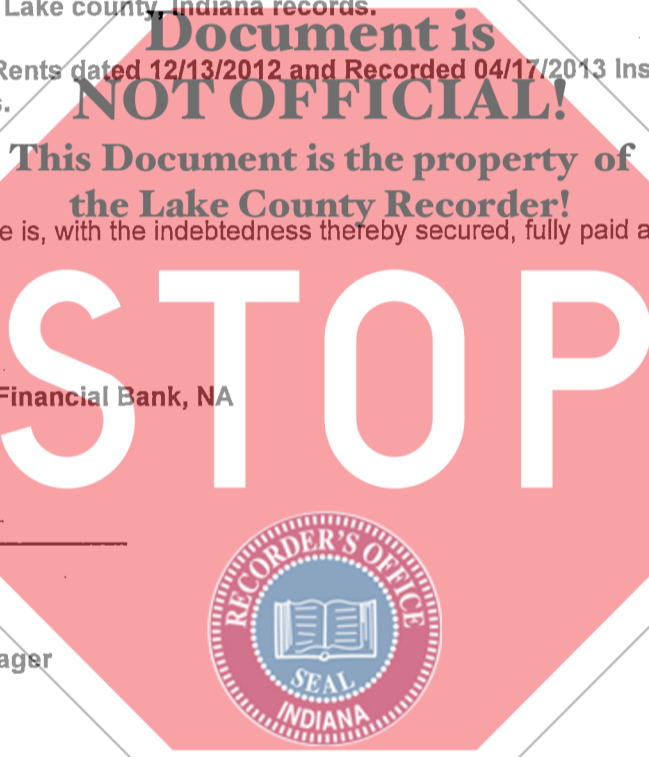 Lake county, Indiana records.
Document is
Rents dated 12/13/2012 and Recorded 04/17/2013 Ins
NOT OFFICIAL!
s.
This Document is the property of
the Lake County Recorder!
e is, with the indebtedness thereby secured, fully paid a
STOP
Financial Bank, NA
RECORDER'S OFFICE
SEAL
INDIANA
ager